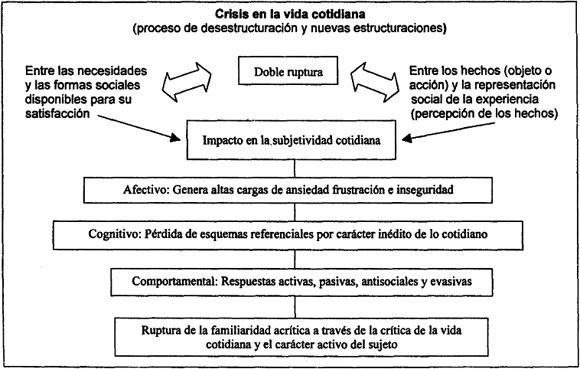 Crisis en la vida cotidiana
(proceso de desestructuración y nuevas estructuraciones)
Entre las necesidades
y las formas sociales
disponibles para su
satisfacción
Doble ruptura
Entre los hechos (objeto o
acción) y la representación
social de la experiencia
(percepción de los hechos)
Impacto en la subjetividad cotidiana
Afectivo: Genera altas cargas de ansiedad frustración e inseguridad
Cognitivo: Pérdida de esquemas referenciales por carácter inédito de lo cotidiano
Comportamental: Respuestas activas, pasivas, antisociales y evasivas
Ruptura de la familiaridad acrítica a través de la crítica de la vida
cotidiana y el carácter activo del sujeto